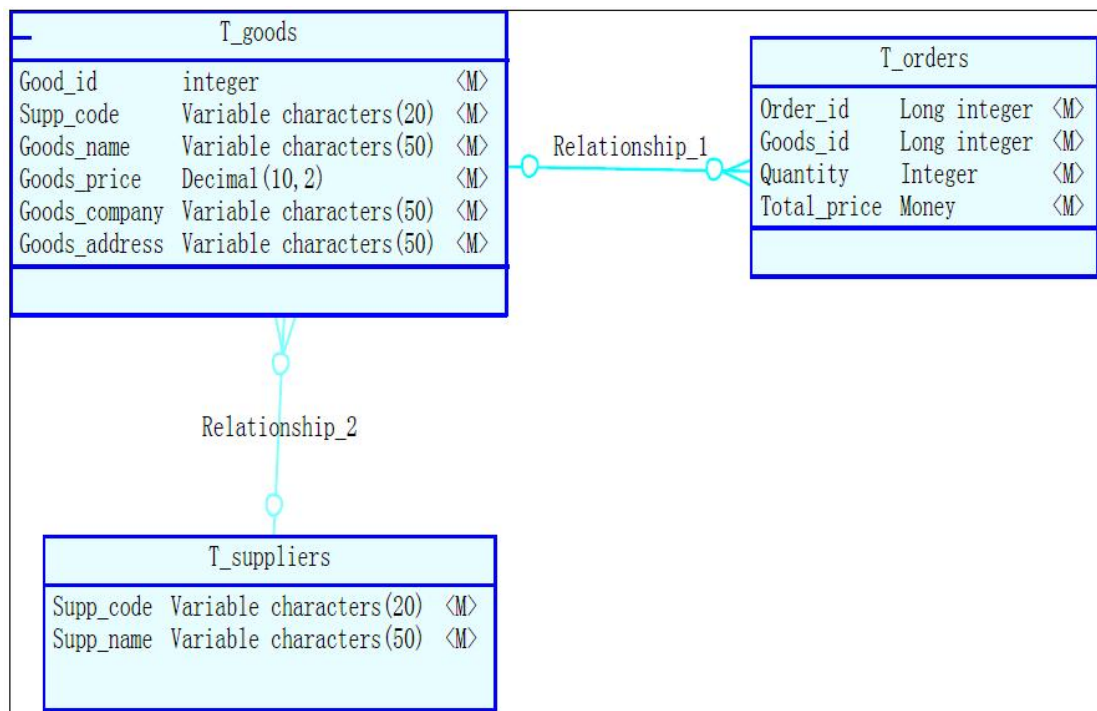 T_goods
Good_id integer <M>
Supp_code Variable characters(20) <M>
Goods_name Variable characters(50) <M>
Goods_price Decimal(10,2) <M>
Goods_company Variable characters(50) <M>
Goods_address Variable characters(50) <M>
Relationship_1
T_orders
Order_id Long integer <M>
Goods_id Long integer <M>
Quantity Integer <M>
Total_price Money <M>
Relationship_2
T_suppliers
Supp_code Variable characters(20) <M>
Supp_name Variable characters(50) <M>